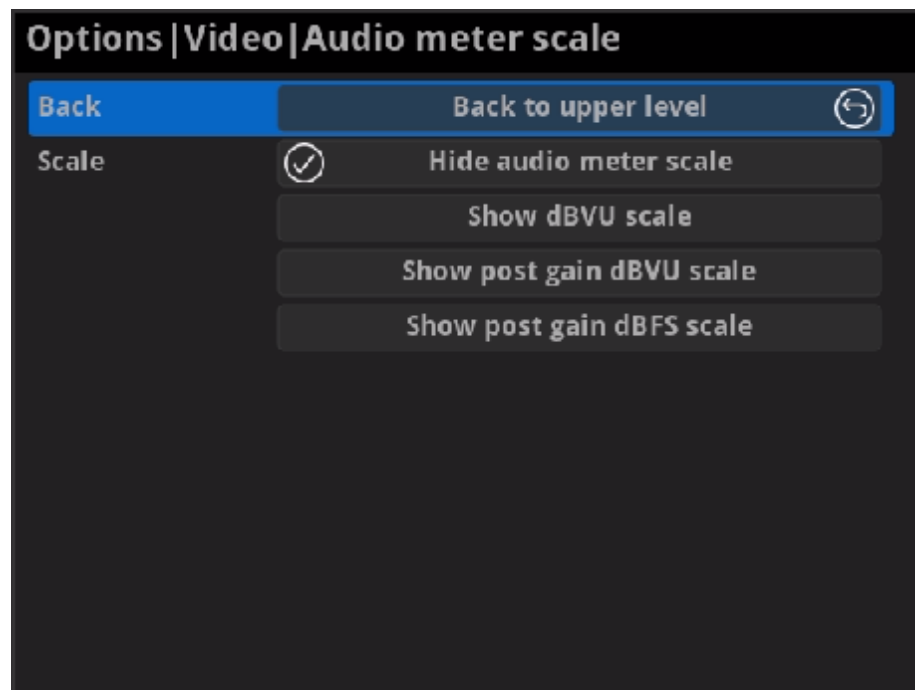 Options|Video|Audio meter scale
Back Back to upper level
Scale Hide audio meter scale
Show dBVU scale
Show post gain dBVU scale
Show post gain dBFS scale